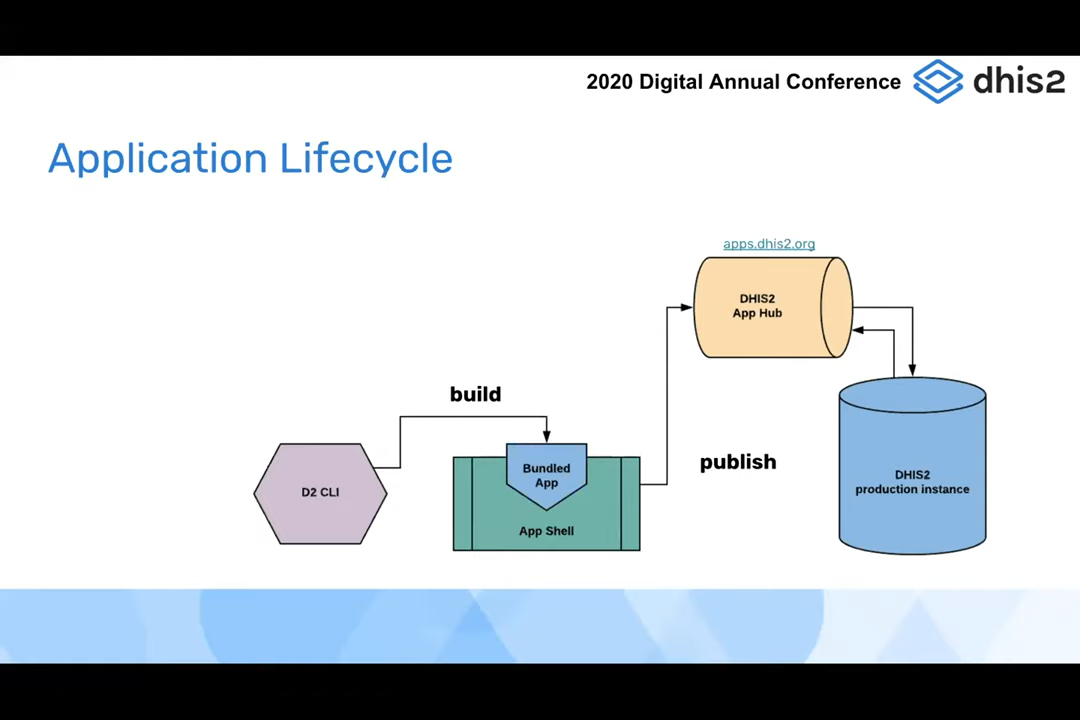 2020 Digital Annual Conference dhis2
Application Lifecycle
apps.dhis2.org
DHIS2
App Hub
build
Bundled
App
publish
DHIS2
production instance
D2 CLI
App Shell